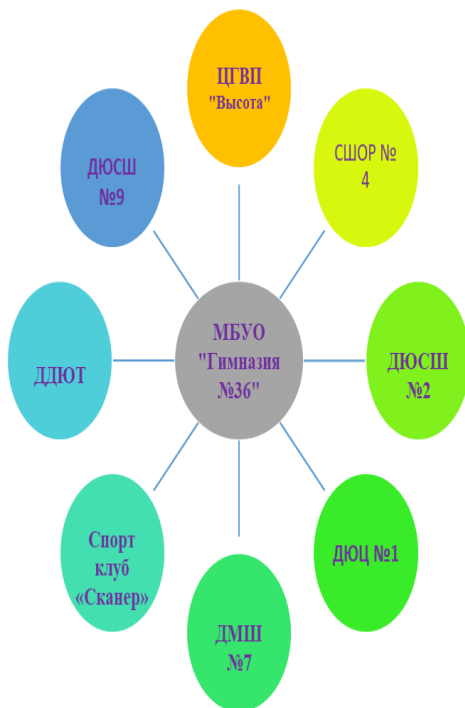 ЦГВП
"Высота"
СШОР №
4
ДЮСШ
№2
ДЮЦ №1
ДМШ
№7
Спорт
клуб
«Сканер»
ДДЮТ
ДЮСШ
№9
МБУО
"Гимназия
№36"